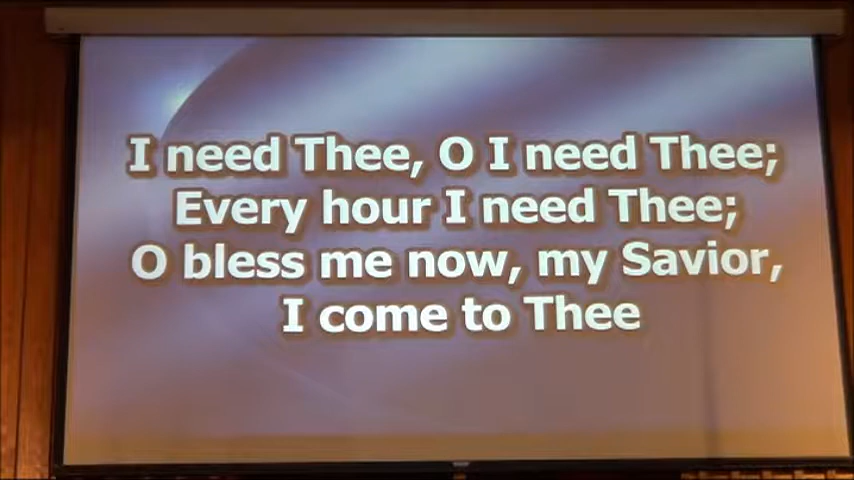 I need Thee, O I need Thee;
Every hour I need Thee;
O bless me now, my Savior,
I come to Thee